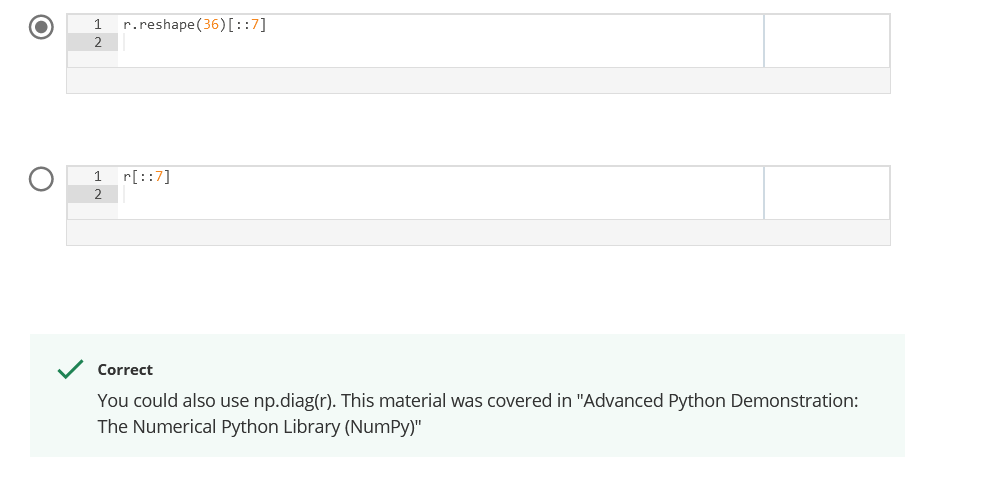 1 r.reshape(36)[::7]
2
1 r[::7]
2
Correct
You could also use np.diag(r). This material was covered in "Advanced Python Demonstration:
The Numerical Python Library (NumPy)"